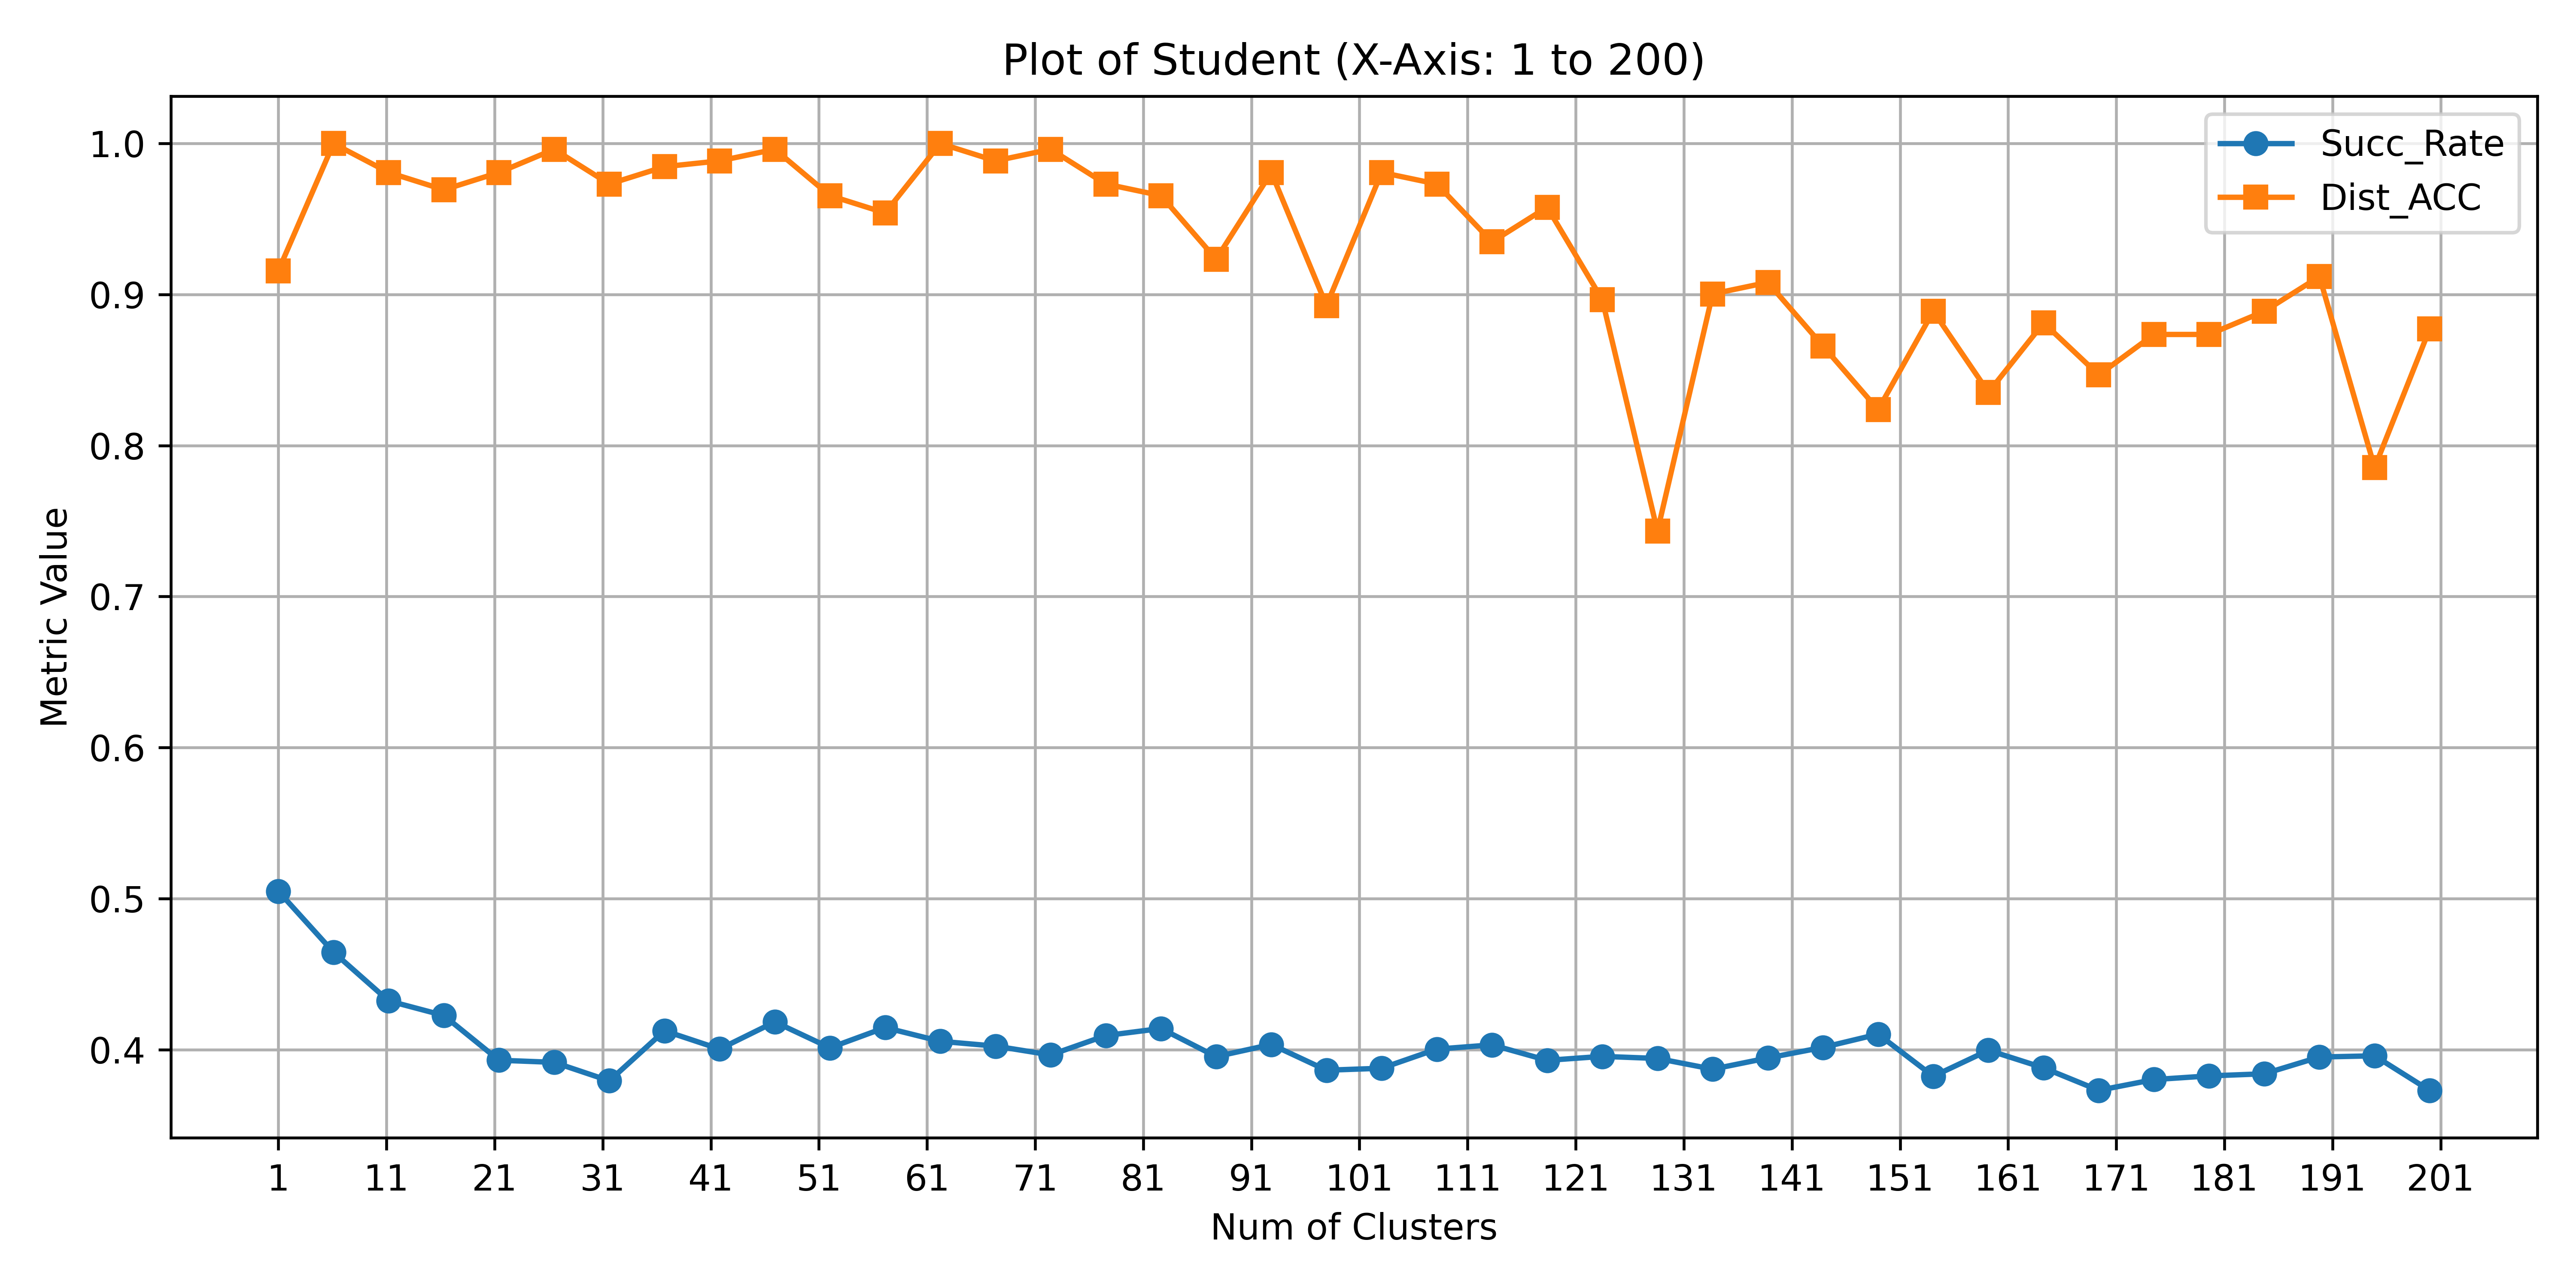 Plot of Student (X-Axis: 1 to 200)
Succ_Rate
Dist_ACC
Metric Value
1.0
0.9
0.8
0.7
0.6
0.5
0.4
1 11 21 31 41 51 61 71 81 91 101 111 121 131 141 151 161 171 181 191 201
Num of Clusters